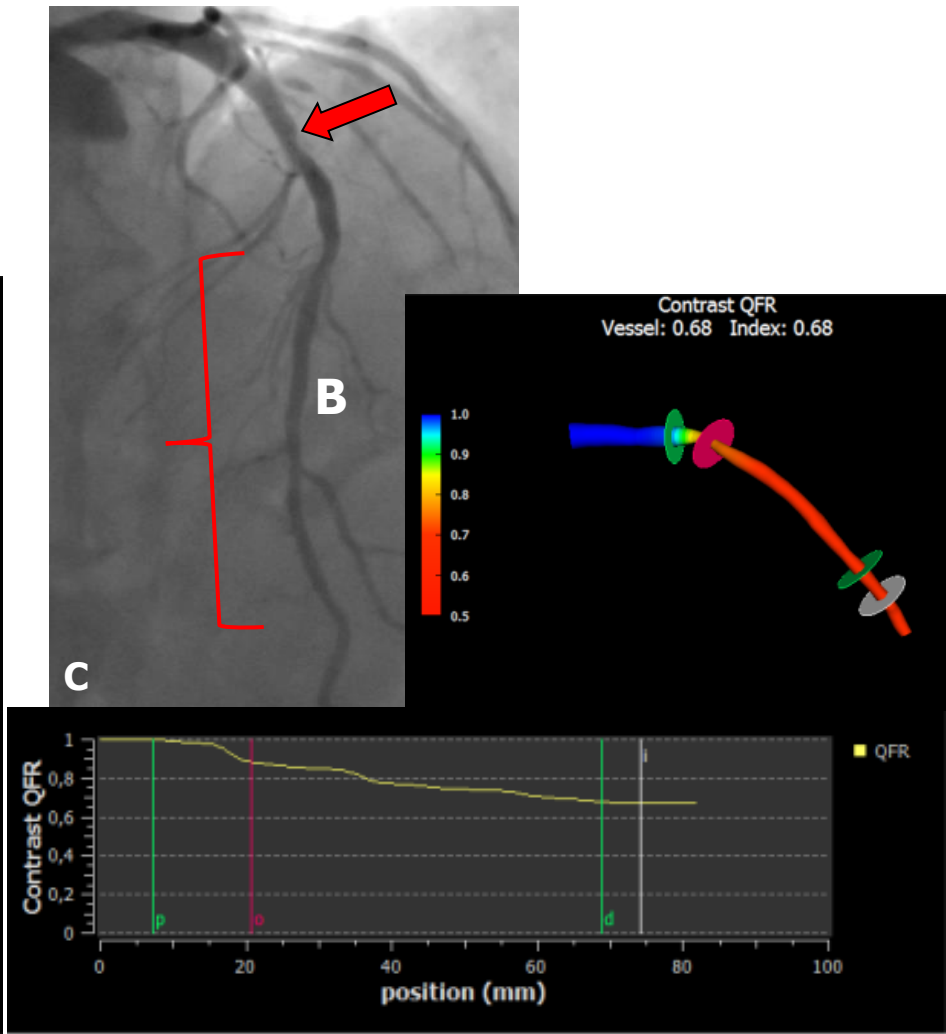 B
C
Contrast QFR
Vessel: 0.68 Index: 0.68
1.0
0.9
0.8
0.7
0.6
0.5
Contrast QFR
1
0,8
0,6
0,4
0,2
0
p
o
d
i
QFR
0
20
40
60
80
100
position (mm)